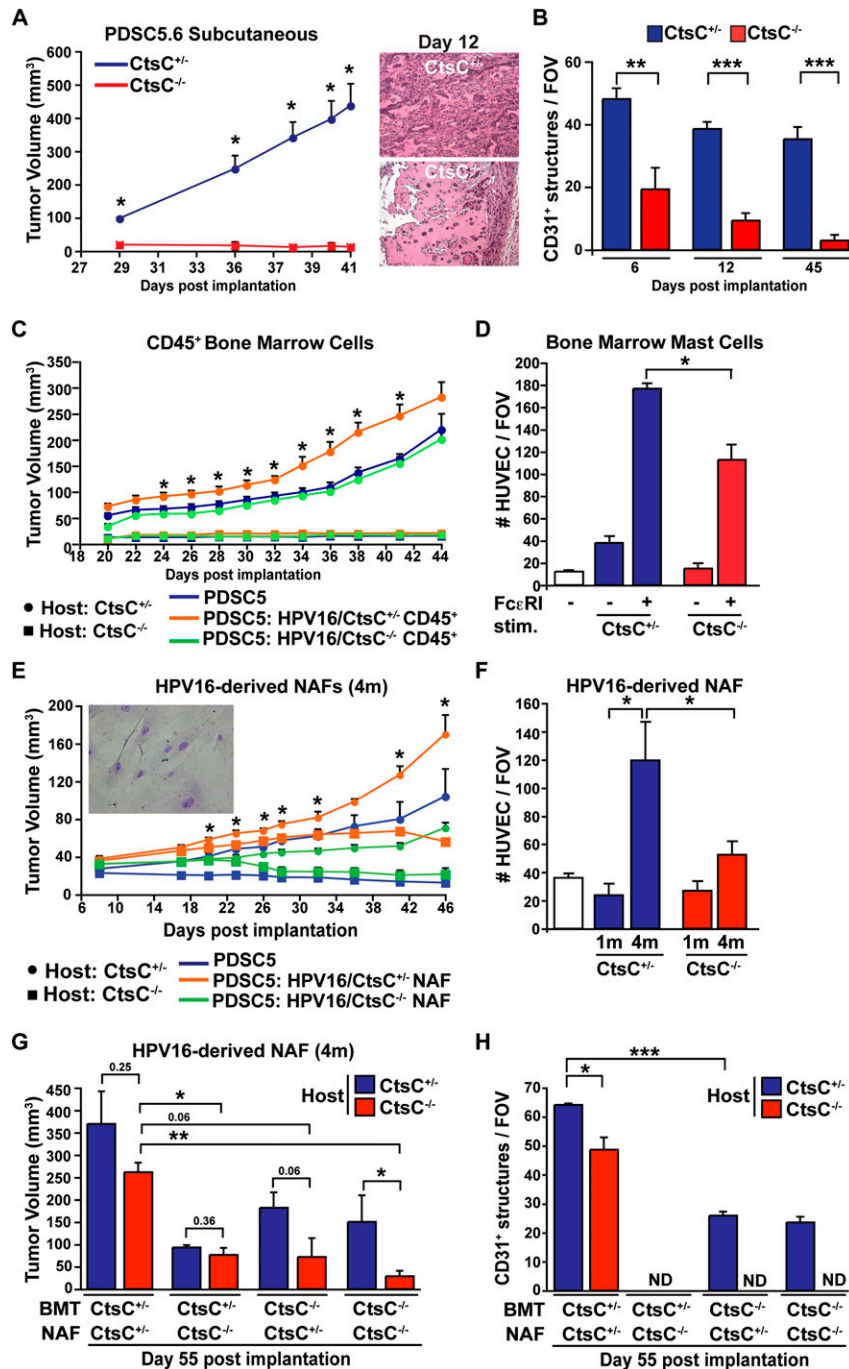 A
PDSC5.6 Subcutaneous
Tumor Volume (mm³)
600
500
400
300
200
100
0
CtsC+/-
CtsC-/-
* * * * *
27 29 31 33 35 37 39 41
Days post implantation
Day 12
CtsC+/-
CtsC-/-
B
CtsC+/-
CtsC-/-
CD31+ structures / FOV
60
40
20
0
** *** ***
6 12 45
Days post implantation
C
CD45+ Bone Marrow Cells
Tumor Volume (mm³)
350
300
250
200
150
100
50
0
* * * * * * * * *
18 20 22 24 26 28 30 32 34 36 38 40 42 44
Days post implantation
Host: CtsC+/-
Host: CtsC-/-
PDSC5
PDSC5: HPV16/CtsC+/- CD45+
PDSC5: HPV16/CtsC-/- CD45+
D
Bone Marrow Mast Cells
# HUVEC / FOV
200
180
160
140
120
100
80
60
40
20
0
*
FcεRI - - + - +
stim. CtsC+/- CtsC-/-
E
HPV16-derived NAFs (4m)
Tumor Volume (mm³)
200
160
120
80
40
0
* * * * * * *
6 10 14 18 22 26 30 34 38 42 46
Days post implantation
Host: CtsC+/-
Host: CtsC-/-
PDSC5
PDSC5: HPV16/CtsC+/- NAF
PDSC5: HPV16/CtsC-/- NAF
F
HPV16-derived NAF
# HUVEC / FOV
160
140
120
100
80
60
40
20
0
* *
1m 4m 1m 4m
CtsC+/- CtsC-/-
G
HPV16-derived NAF (4m)
Tumor Volume (mm³)
450
400
350
300
250
200
150
100
50
0
Host
CtsC+/-
CtsC-/-
0.25
*
0.06
**
0.36
0.06
*
BMT CtsC+/- CtsC+/- CtsC-/- CtsC-/-
NAF CtsC+/- CtsC-/- CtsC+/- CtsC-/-
Day 55 post implantation
H
CD31+ structures / FOV
70
60
50
40
30
20
10
0
***
*
Host
CtsC+/-
CtsC-/-
ND ND ND
BMT CtsC+/- CtsC+/- CtsC-/- CtsC-/-
NAF CtsC+/- CtsC-/- CtsC+/- CtsC-/-
Day 55 post implantation